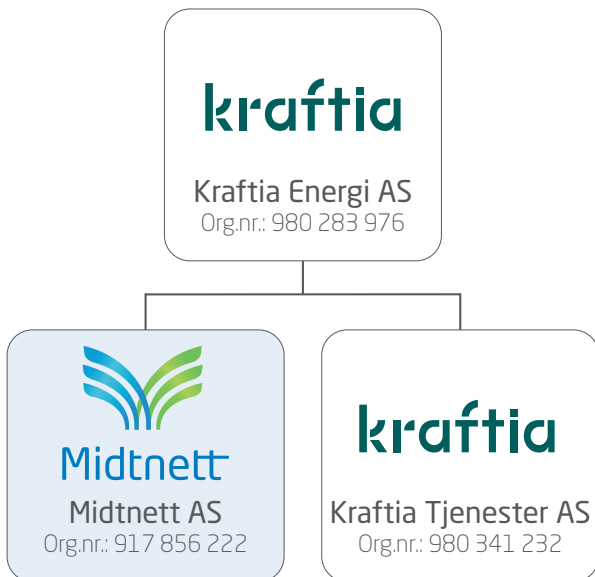 kraftia
Kraftia Energi AS
Org.nr.: 980 283 976
Midtnett
Midtnett AS
Org.nr.: 917 856 222
kraftia
Kraftia Tjenester AS
Org.nr.: 980 341 232